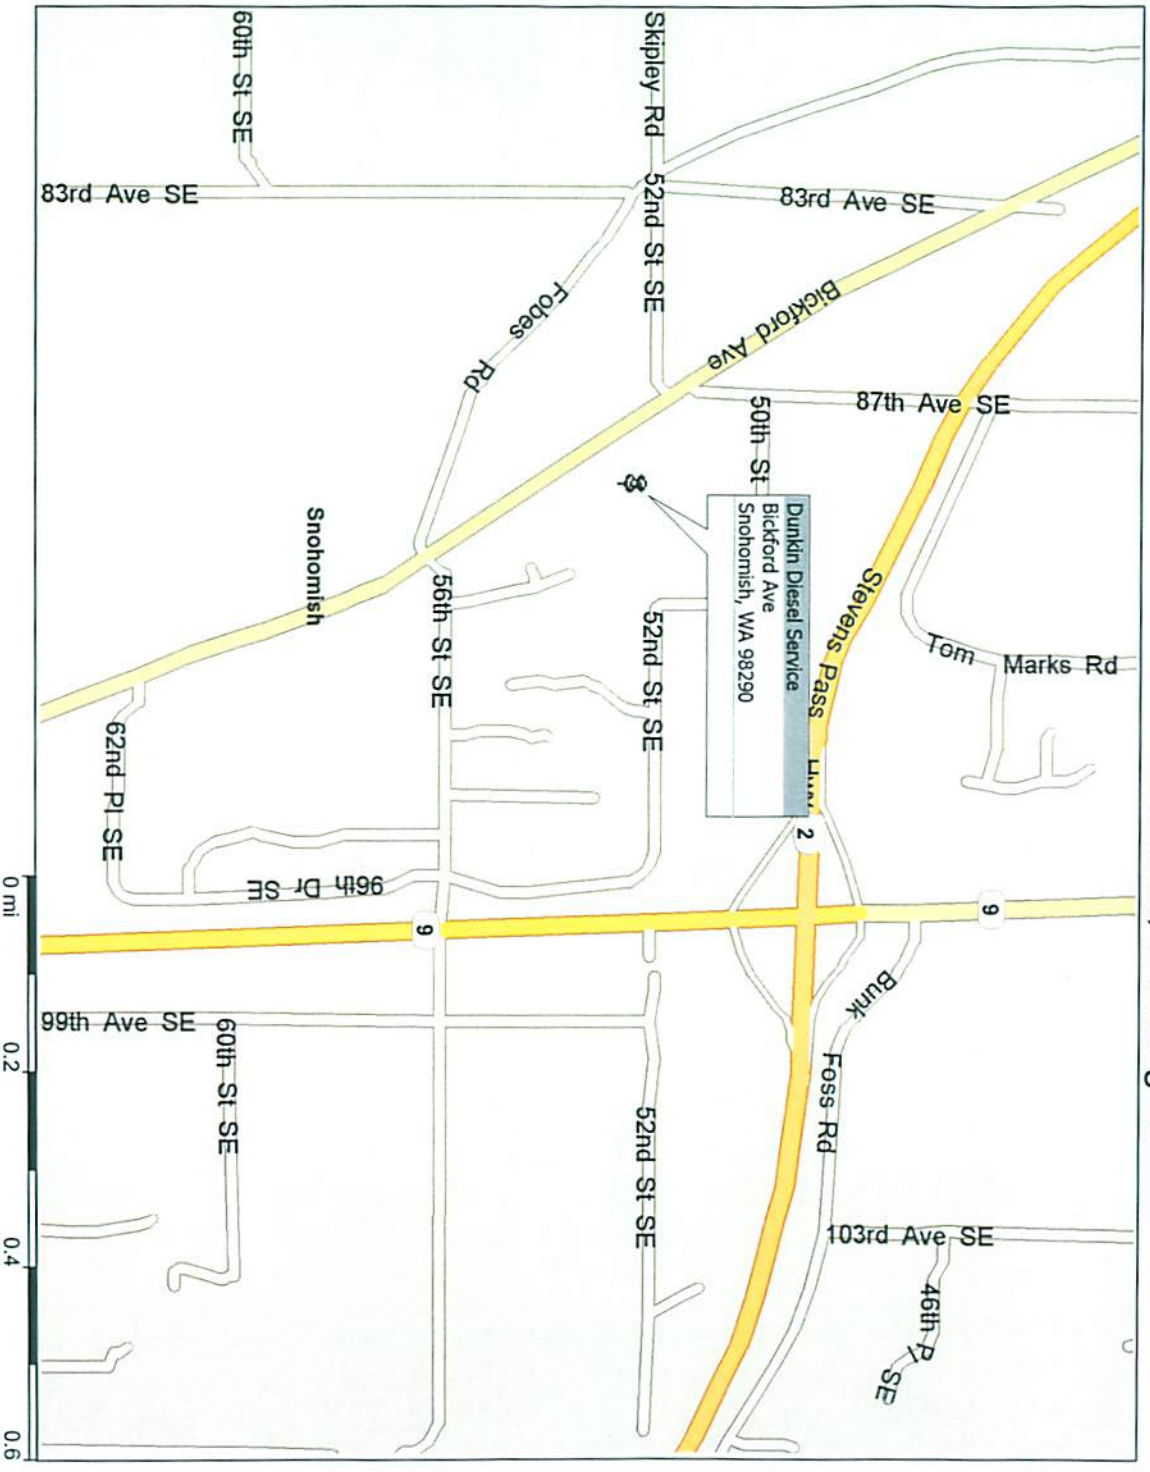 60th St SE
Skipley Rd
83rd Ave SE
52nd St SE
83rd Ave SE
Fobes Rd
Bickford Ave
87th Ave SE
50th St
Dunkin Diesel Service
Bickford Ave
Snohomish, WA 98290
Stevens Pass
Tom Marks Rd
Snohomish
56th St SE
52nd St SE
62nd Pl SE
96th Dr SE
2
9
9
Bunk Foss Rd
99th Ave SE
60th St SE
52nd St SE
103rd Ave SE
46th Pl SE
0 mi
0.2
0.4
0.6